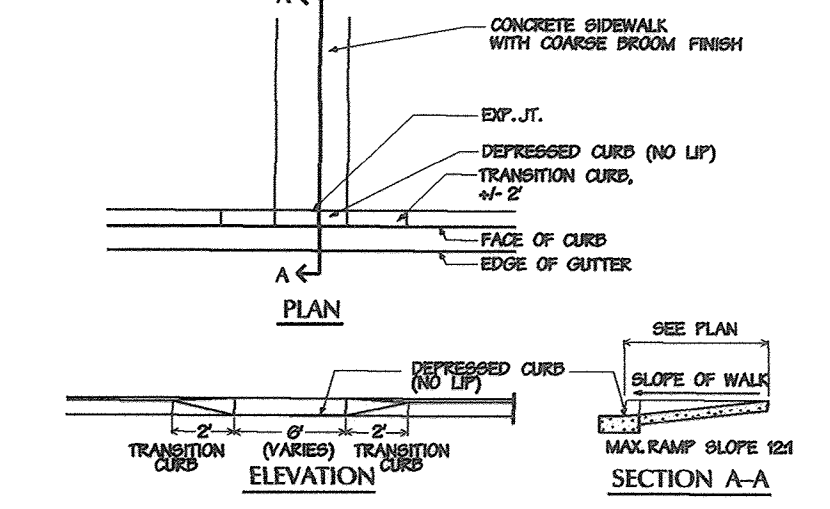 A
CONCRETE SIDEWALK
WITH COARSE BROOM FINISH
EXP. JT.
DEPRESSED CURB (NO LIP)
TRANSITION CURB,
+/- 2'
FACE OF CURB
EDGE OF GUTTER
A
PLAN
SEE PLAN
DEPRESSED CURB
(NO LIP)
SLOPE OF WALK
2' 6' 2'
TRANSITION (VARIES) TRANSITION
CURB CURB
MAX. RAMP SLOPE 12:1
ELEVATION
SECTION A-A